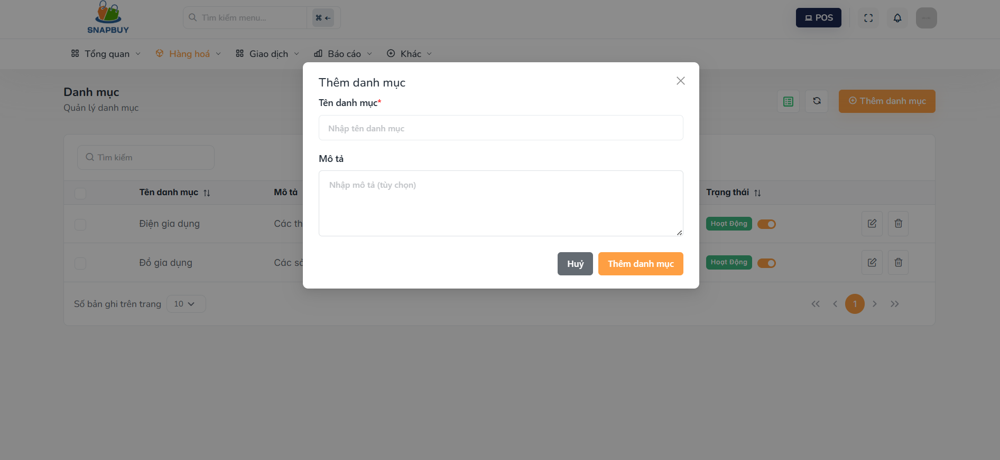 SNAPBUY
Tìm kiếm menu...
⌘ ←
POS
Tổng quan
Hàng hoá
Giao dịch
Báo cáo
Khác
Danh mục
Quản lý danh mục
Thêm danh mục
Tìm kiếm
Tên danh mục
Mô tả
Trạng thái
Điện gia dụng
Các th
Hoạt Động
Đồ gia dụng
Các
Hoạt Động
Số bản ghi trên trang
10
1
Thêm danh mục
Tên danh mục*
Nhập tên danh mục
Mô tả
Nhập mô tả (tùy chọn)
Huỷ
Thêm danh mục